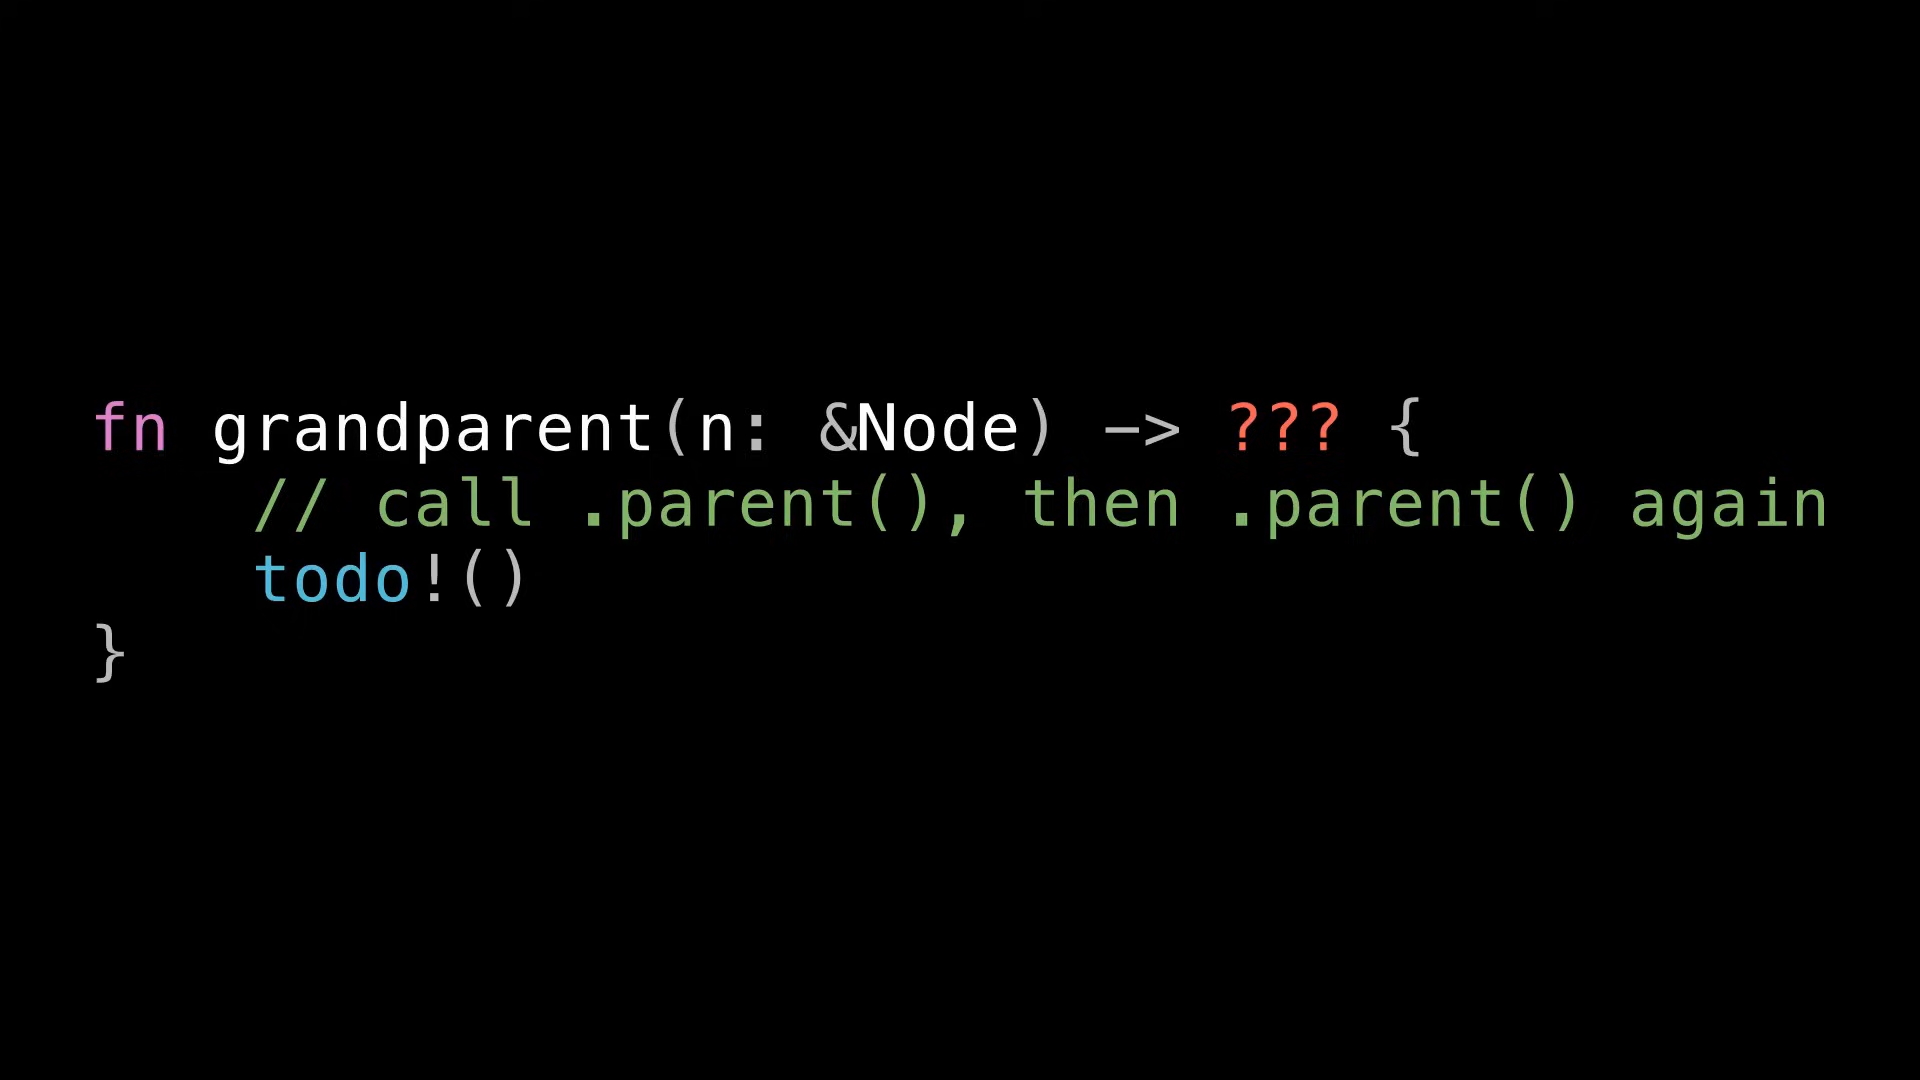 fn grandparent(n: &Node) -> ??? {
    // call .parent(), then .parent() again
    todo!()
}